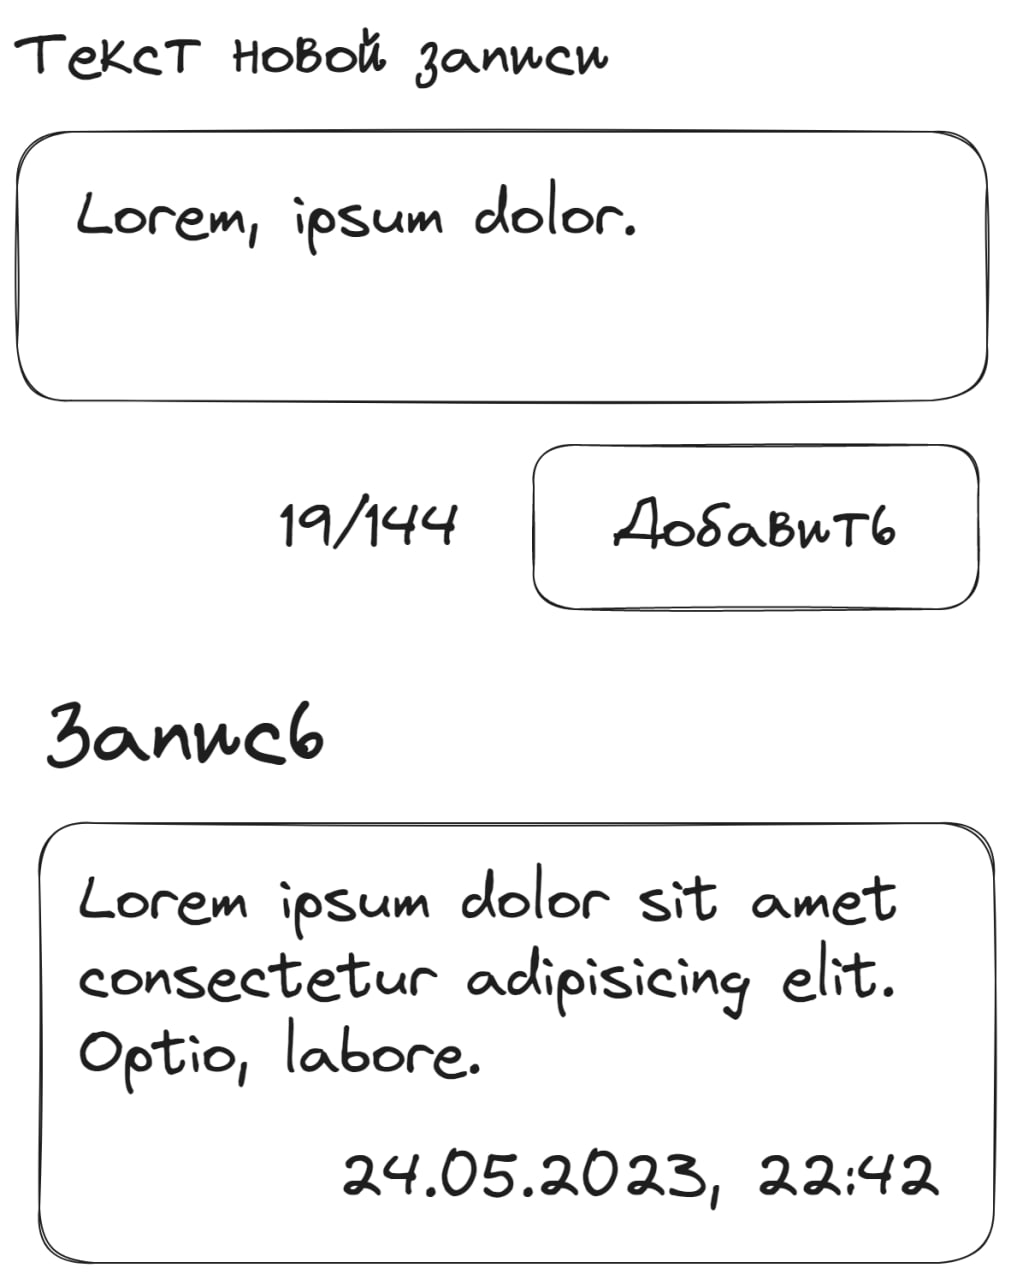 Текст новой записи
Lorem, ipsum dolor.
19/144
Добавить
Запись
Lorem ipsum dolor sit amet
consectetur adipisicing elit.
Optio, labore.
24.05.2023, 22:42